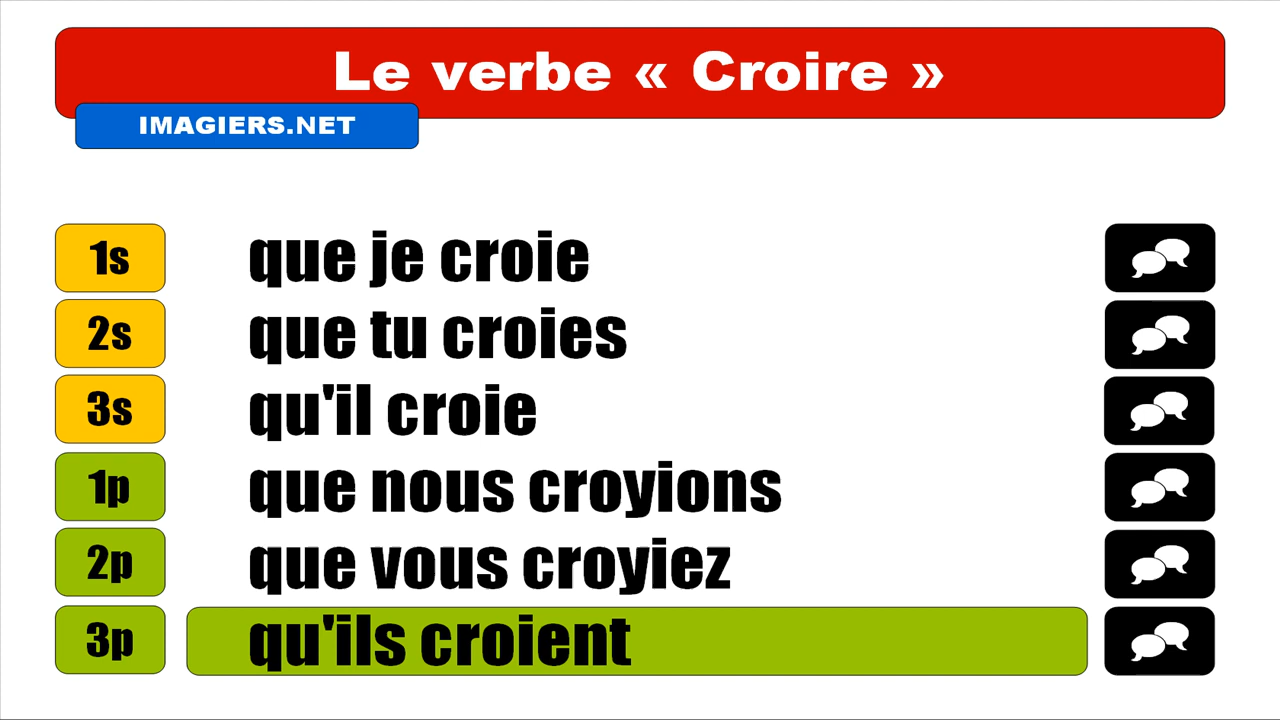 Le verbe « Croire »
IMAGIERS.NET
1s que je croie
2s que tu croies
3s qu'il croie
1p que nous croyions
2p que vous croyiez
3p qu'ils croient